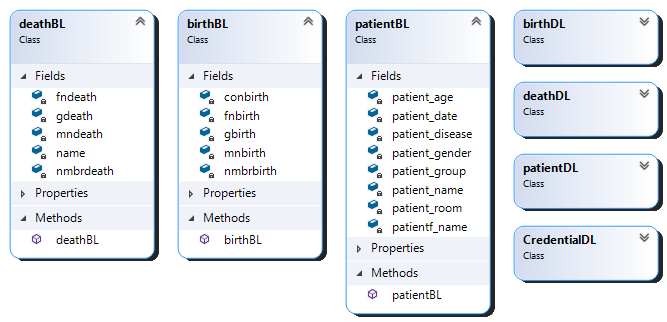 deathBL
Class
Fields
fndeath
gdeath
mndeath
name
nmbrdeath
Properties
Methods
deathBL
birthBL
Class
Fields
conbirth
fnbirth
gbirth
mnbirth
nmbrbirth
Properties
Methods
birthBL
patientBL
Class
Fields
patient_age
patient_date
patient_disease
patient_gender
patient_group
patient_name
patient_room
patientf_name
Properties
Methods
patientBL
birthDL
Class
deathDL
Class
patientDL
Class
CredentialDL
Class